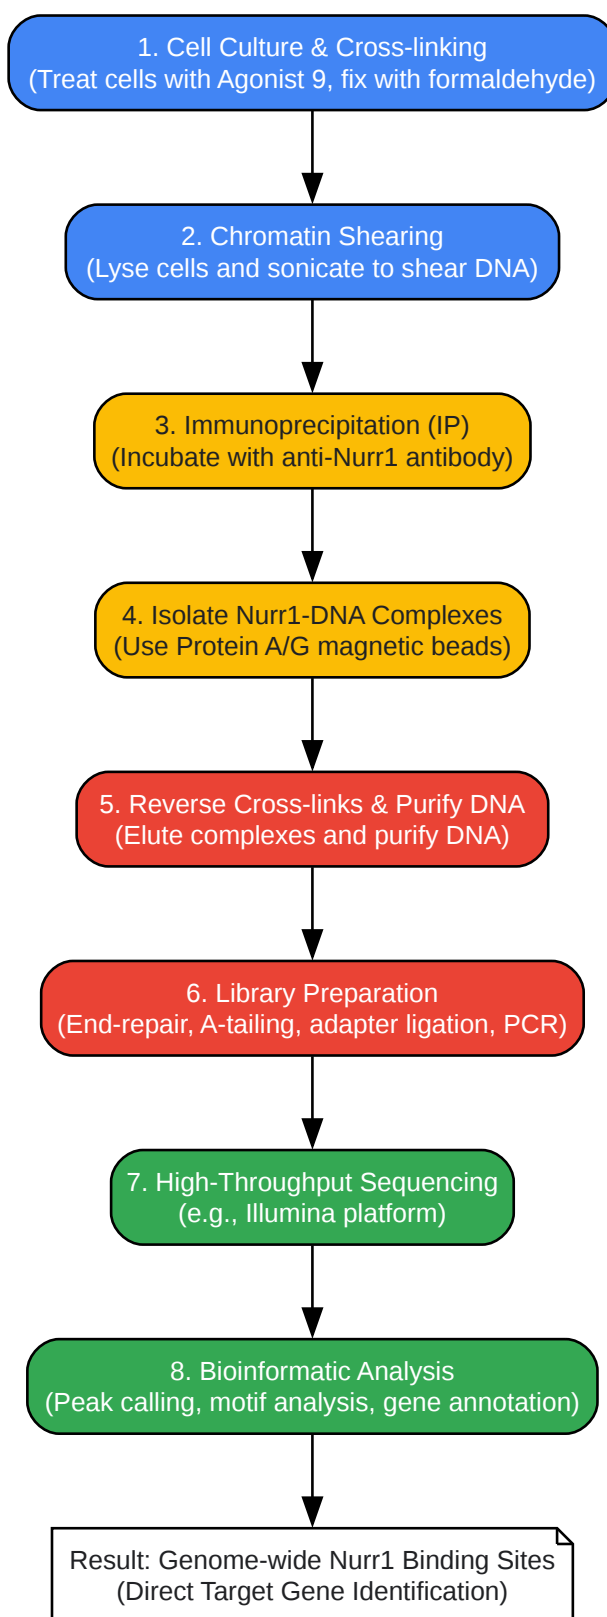 1. Cell Culture & Cross-linking
(Treat cells with Agonist 9, fix with formaldehyde)
2. Chromatin Shearing
(Lyse cells and sonicate to shear DNA)
3. Immunoprecipitation (IP)
(Incubate with anti-Nurr1 antibody)
4. Isolate Nurr1-DNA Complexes
(Use Protein A/G magnetic beads)
5. Reverse Cross-links & Purify DNA
(Elute complexes and purify DNA)
6. Library Preparation
(End-repair, A-tailing, adapter ligation, PCR)
7. High-Throughput Sequencing
(e.g., Illumina platform)
8. Bioinformatic Analysis
(Peak calling, motif analysis, gene annotation)
Result: Genome-wide Nurr1 Binding Sites
(Direct Target Gene Identification)